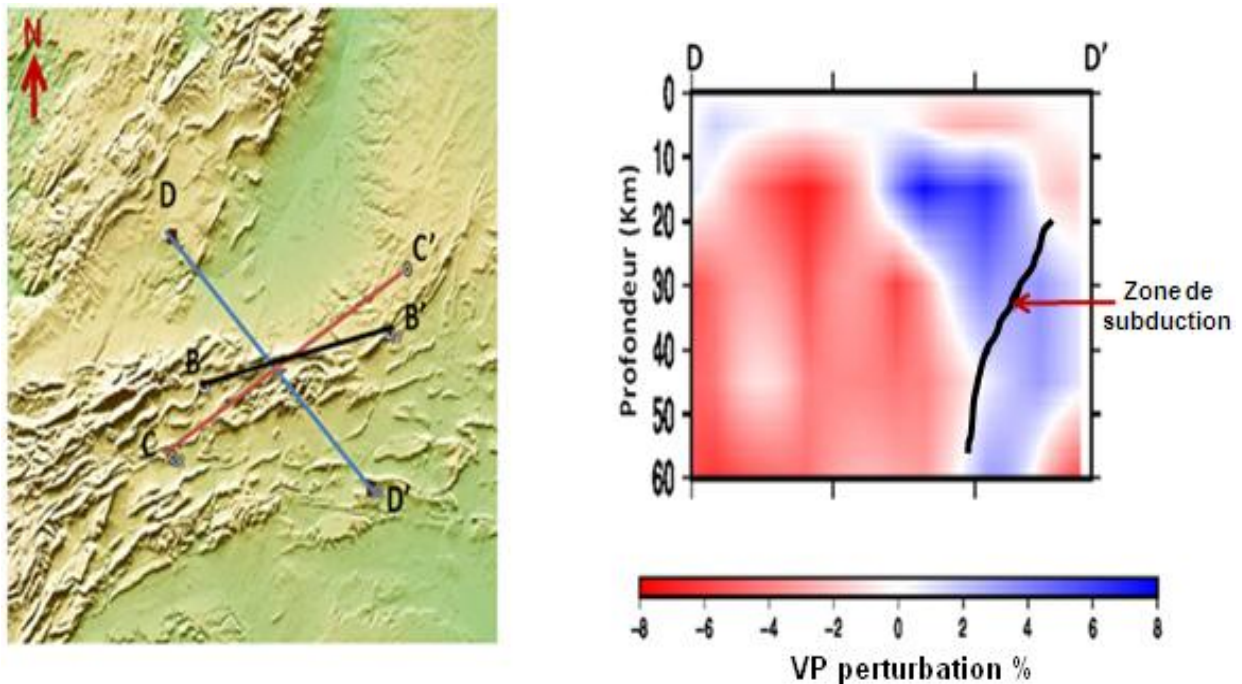 N
D
C'
B'
B
C
D'
D D'
0
10
20
30
40
50
60
Profondeur (Km)
Zone de
subduction
-8 -6 -4 -2 0 2 4 6 8
VP perturbation %